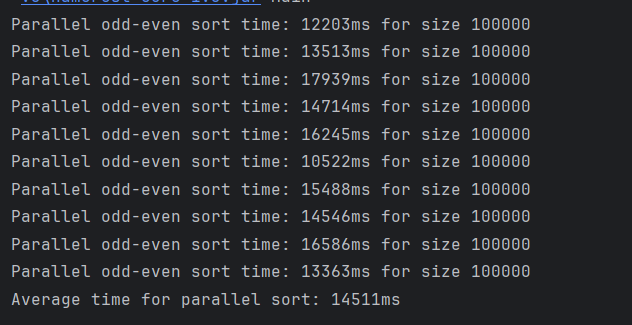 Parallel odd-even sort time: 12203ms for size 100000
Parallel odd-even sort time: 13513ms for size 100000
Parallel odd-even sort time: 17939ms for size 100000
Parallel odd-even sort time: 14714ms for size 100000
Parallel odd-even sort time: 16245ms for size 100000
Parallel odd-even sort time: 10522ms for size 100000
Parallel odd-even sort time: 15488ms for size 100000
Parallel odd-even sort time: 14546ms for size 100000
Parallel odd-even sort time: 16586ms for size 100000
Parallel odd-even sort time: 13363ms for size 100000
Average time for parallel sort: 14511ms